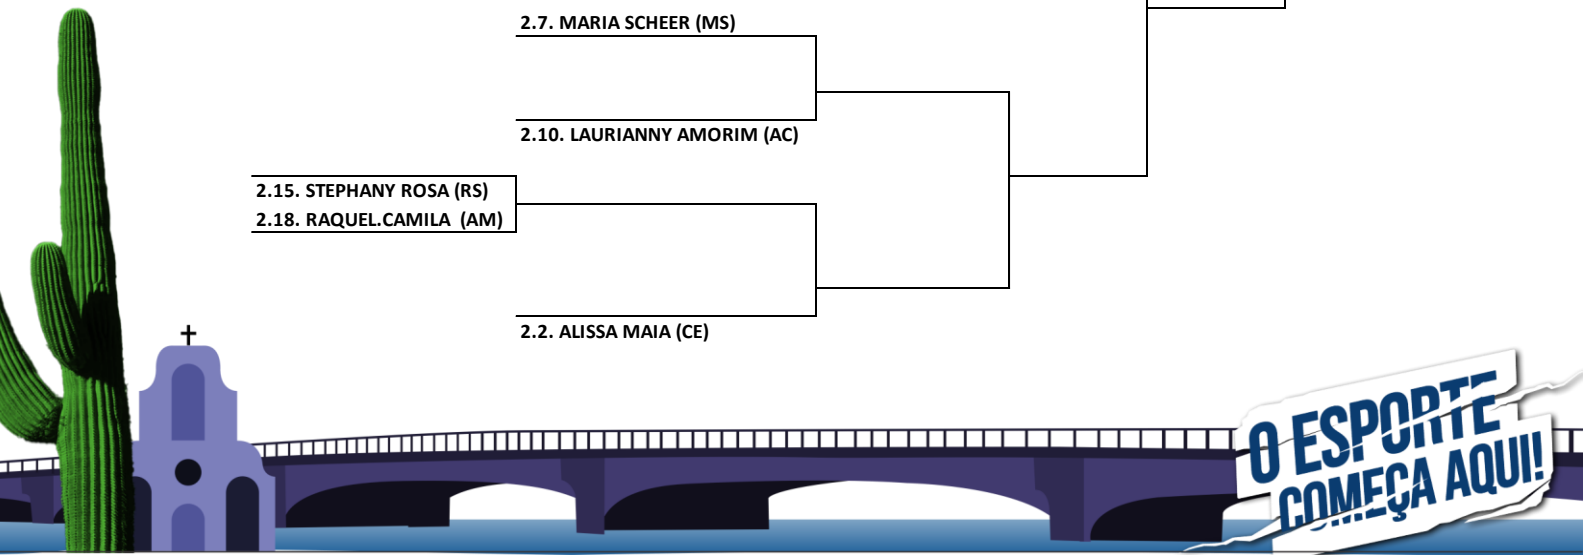 2.7. MARIA SCHEER (MS)
2.10. LAURIANNY AMORIM (AC)
2.15. STEPHANY ROSA (RS)
2.18. RAQUEL.CAMILA  (AM)
2.2. ALISSA MAIA (CE)
O ESPORTE
COMEÇA AQUI!